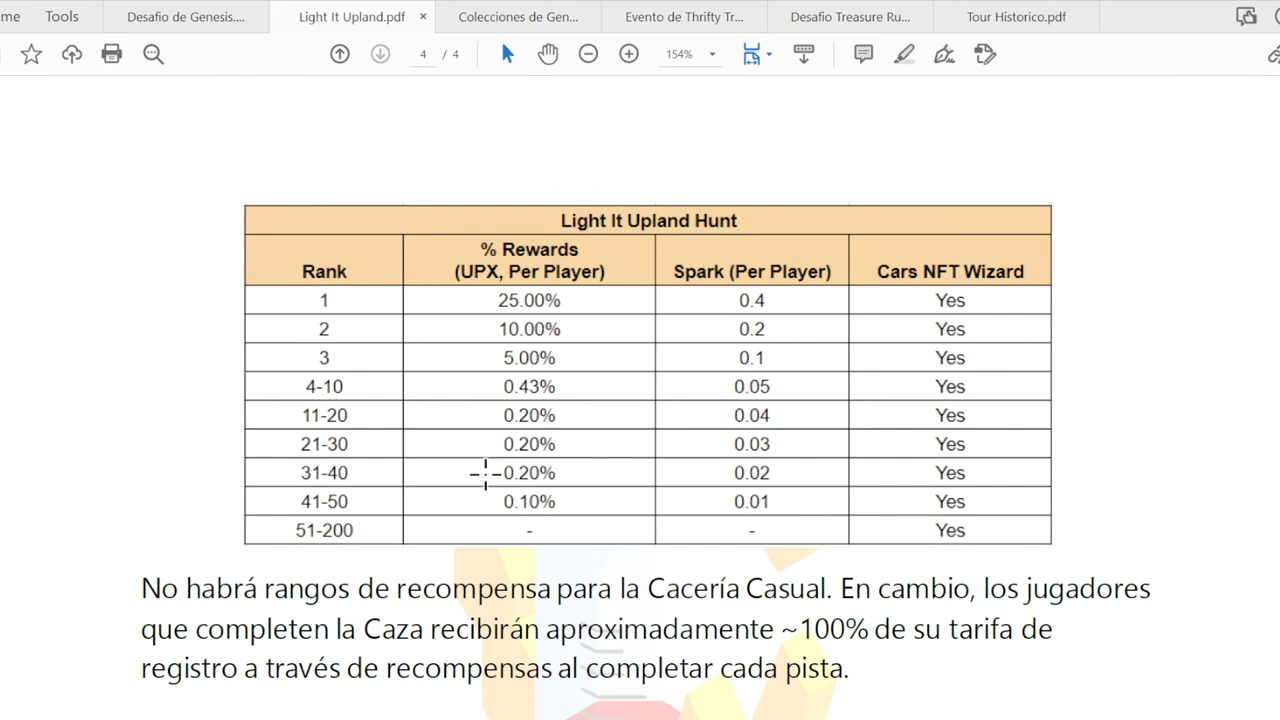 me Tools Desafio de Genesis.... Light It Upland.pdf × Colecciones de Gen... Evento de Thrifty Tr... Desafio Treasure Ru... Tour Historico.pdf
4 / 4 154%
Light It Upland Hunt
% Rewards
Rank (UPX, Per Player) Spark (Per Player) Cars NFT Wizard
1 25.00% 0.4 Yes
2 10.00% 0.2 Yes
3 5.00% 0.1 Yes
4-10 0.43% 0.05 Yes
11-20 0.20% 0.04 Yes
21-30 0.20% 0.03 Yes
31-40 0.20% 0.02 Yes
41-50 0.10% 0.01 Yes
51-200 - - Yes
No habrá rangos de recompensa para la Cacería Casual. En cambio, los jugadores
que completen la Caza recibirán aproximadamente ~100% de su tarifa de
registro a través de recompensas al completar cada pista.